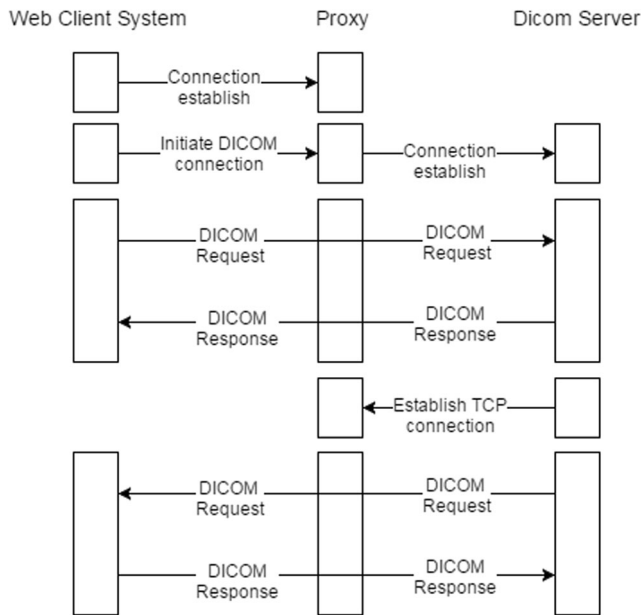 Web Client System
Proxy
Dicom Server
Connection
establish
Initiate DICOM
connection
Connection
establish
DICOM
Request
DICOM
Request
DICOM
Response
DICOM
Response
Establish TCP
connection
DICOM
Request
DICOM
Request
DICOM
Response
DICOM
Response